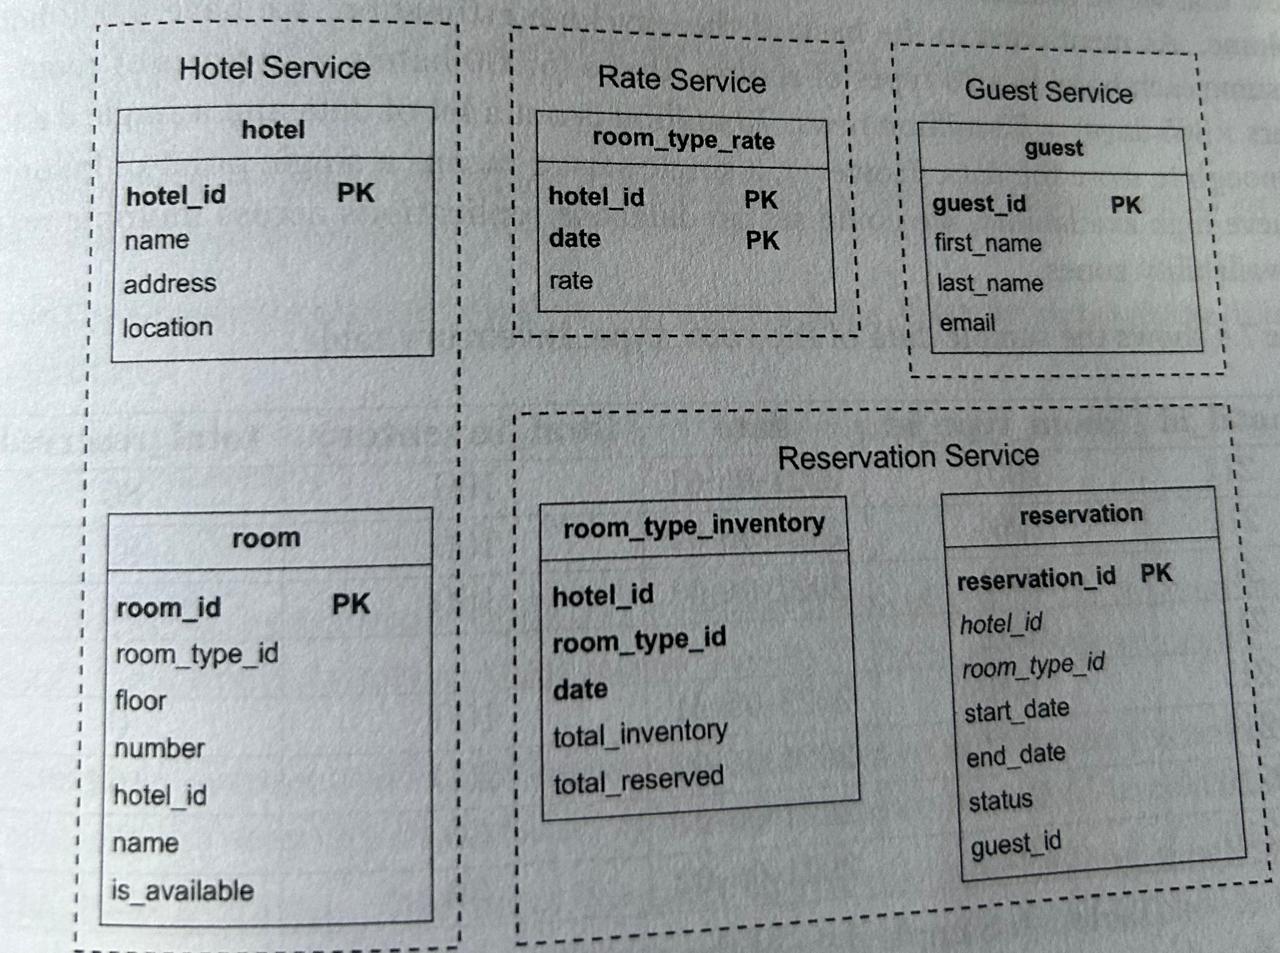 Hotel Service
hotel
hotel_id PK
name
address
location
room
room_id PK
room_type_id
floor
number
hotel_id
name
is_available
Rate Service
room_type_rate
hotel_id PK
date PK
rate
Guest Service
guest
guest_id PK
first_name
last_name
email
Reservation Service
room_type_inventory
hotel_id
room_type_id
date
total_inventory
total_reserved
reservation
reservation_id PK
hotel_id
room_type_id
start_date
end_date
status
guest_id